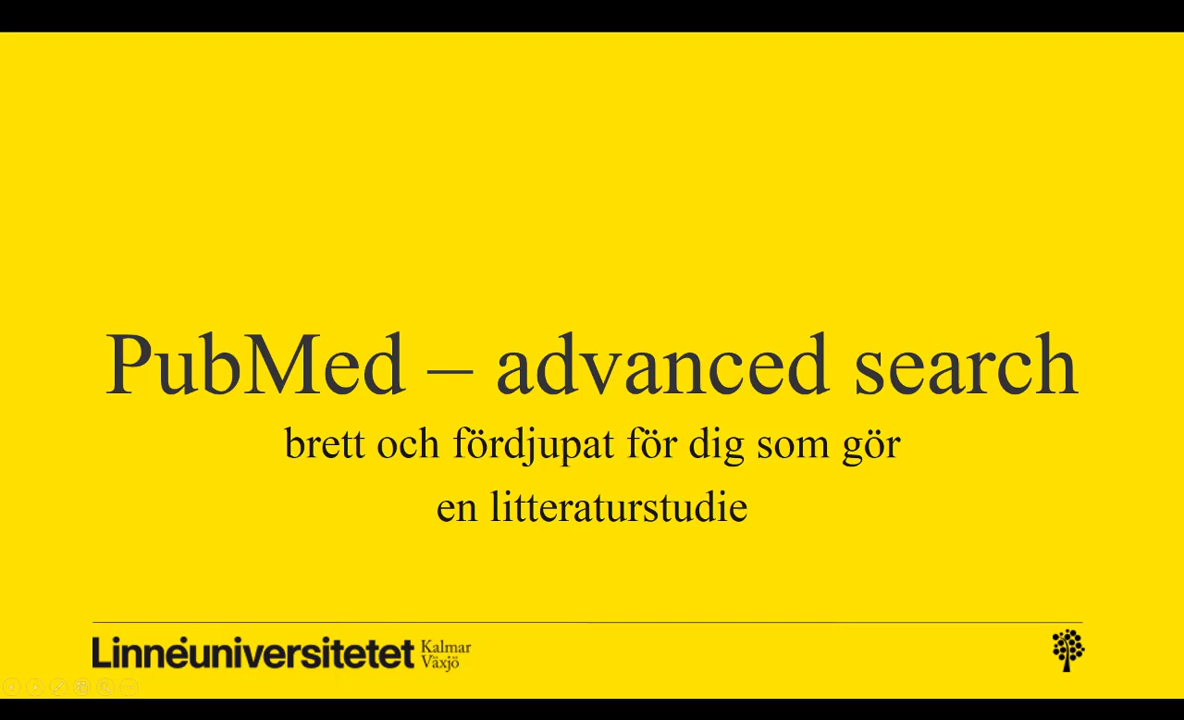 PubMed – advanced search
brett och fördjupat för dig som gör
en litteraturstudie
Linnéuniversitetet
Kalmar
Växjö